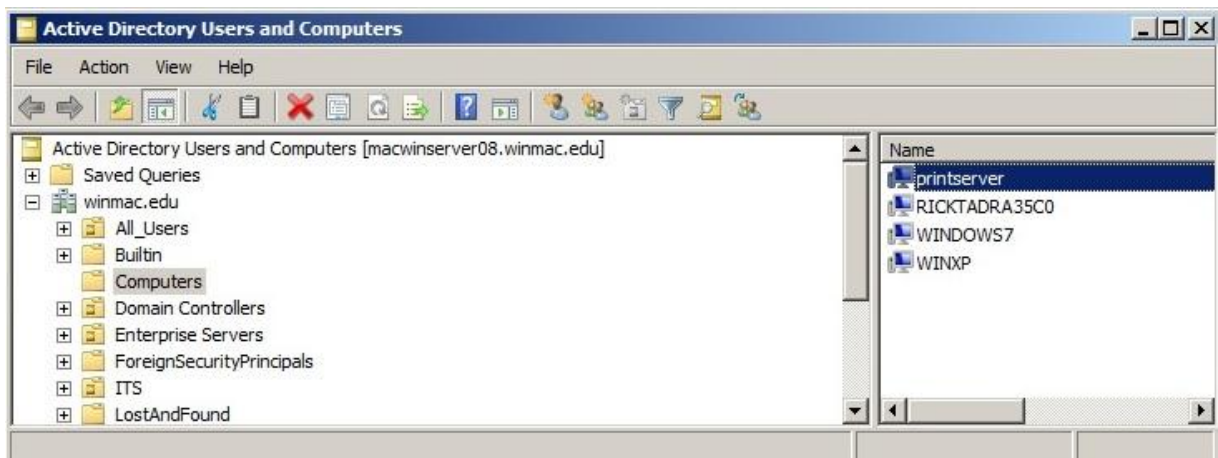 Active Directory Users and Computers
File Action View Help
Active Directory Users and Computers [macwinserver08.winmac.edu]
Saved Queries
winmac.edu
All_Users
Builtin
Computers
Domain Controllers
Enterprise Servers
ForeignSecurityPrincipals
ITS
LostAndFound
Name
printserver
RICKTADRA35C0
WINDOWS7
WINXP